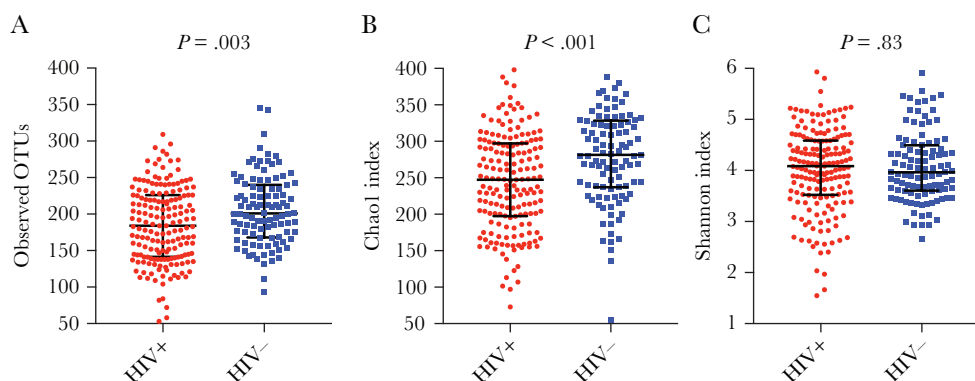 A
P = .003
Observed OTUs
400
350
300
250
200
150
100
50
HIV+
HIV−
B
P < .001
Chao1 index
400
350
300
250
200
150
100
50
HIV+
HIV−
C
P = .83
Shannon index
6
5
4
3
2
1
HIV+
HIV−